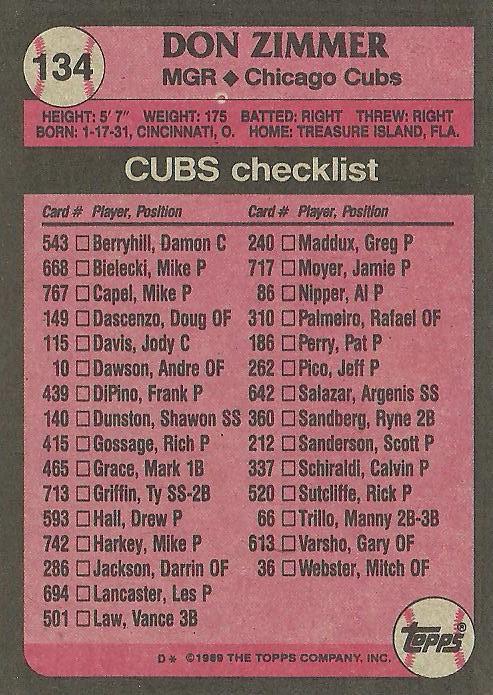 134
DON ZIMMER
MGR ◆ Chicago Cubs
HEIGHT: 5' 7" WEIGHT: 175 BATTED: RIGHT THREW: RIGHT
BORN: 1-17-31, CINCINNATI, O. HOME: TREASURE ISLAND, FLA.
CUBS checklist
Card # Player, Position
543 □ Berryhill, Damon C
668 □ Bielecki, Mike P
767 □ Capel, Mike P
149 □ Dascenzo, Doug OF
115 □ Davis, Jody C
10 □ Dawson, Andre OF
439 □ DiPino, Frank P
140 □ Dunston, Shawon SS
415 □ Gossage, Rich P
465 □ Grace, Mark 1B
713 □ Griffin, Ty SS-2B
593 □ Hall, Drew P
742 □ Harkey, Mike P
286 □ Jackson, Darrin OF
694 □ Lancaster, Les P
501 □ Law, Vance 3B
Card # Player, Position
240 □ Maddux, Greg P
717 □ Moyer, Jamie P
86 □ Nipper, Al P
310 □ Palmeiro, Rafael OF
186 □ Perry, Pat P
262 □ Pico, Jeff P
642 □ Salazar, Argenis SS
360 □ Sandberg, Ryne 2B
212 □ Sanderson, Scott P
337 □ Schiraldi, Calvin P
520 □ Sutcliffe, Rick P
66 □ Trillo, Manny 2B-3B
613 □ Varsho, Gary OF
36 □ Webster, Mitch OF
Topps®
D* ©1989 THE TOPPS COMPANY, INC.